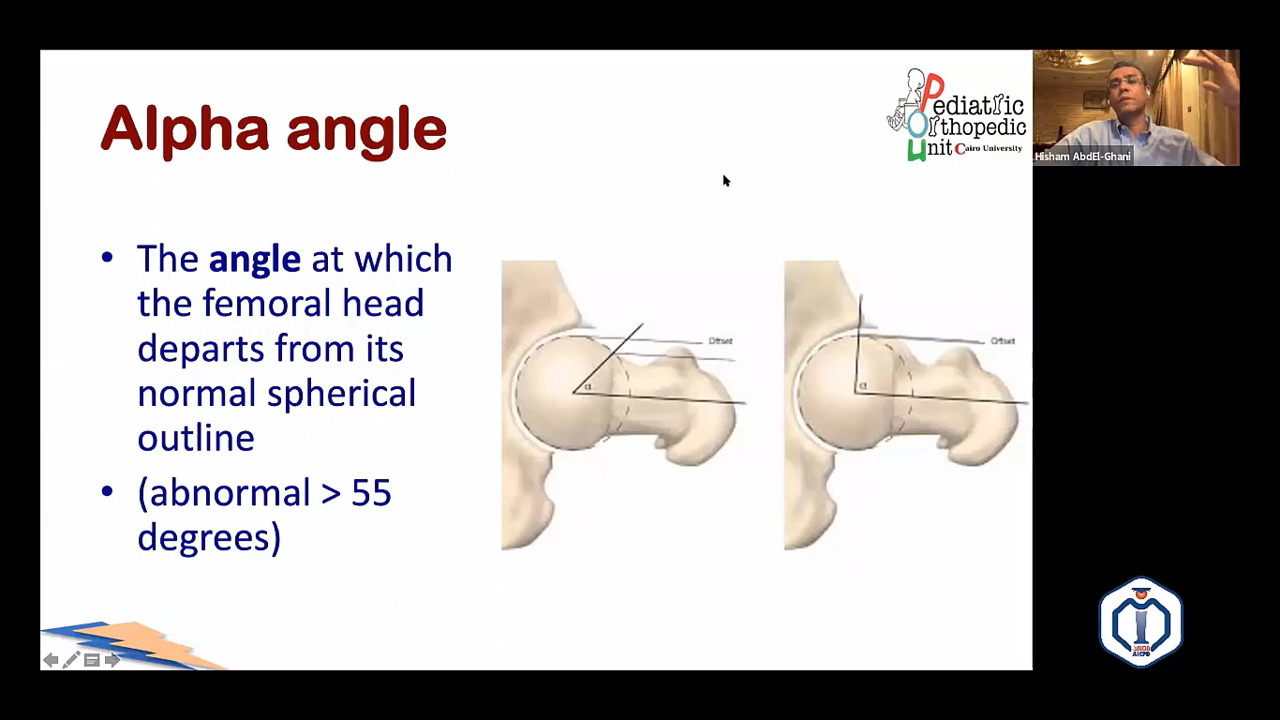 Alpha angle
Pediatric
Orthopedic
Unit Cairo University
Hisham AbdEl-Ghani
• The angle at which
the femoral head
departs from its
normal spherical
outline
• (abnormal > 55
degrees)
Offset
α
Offset
α